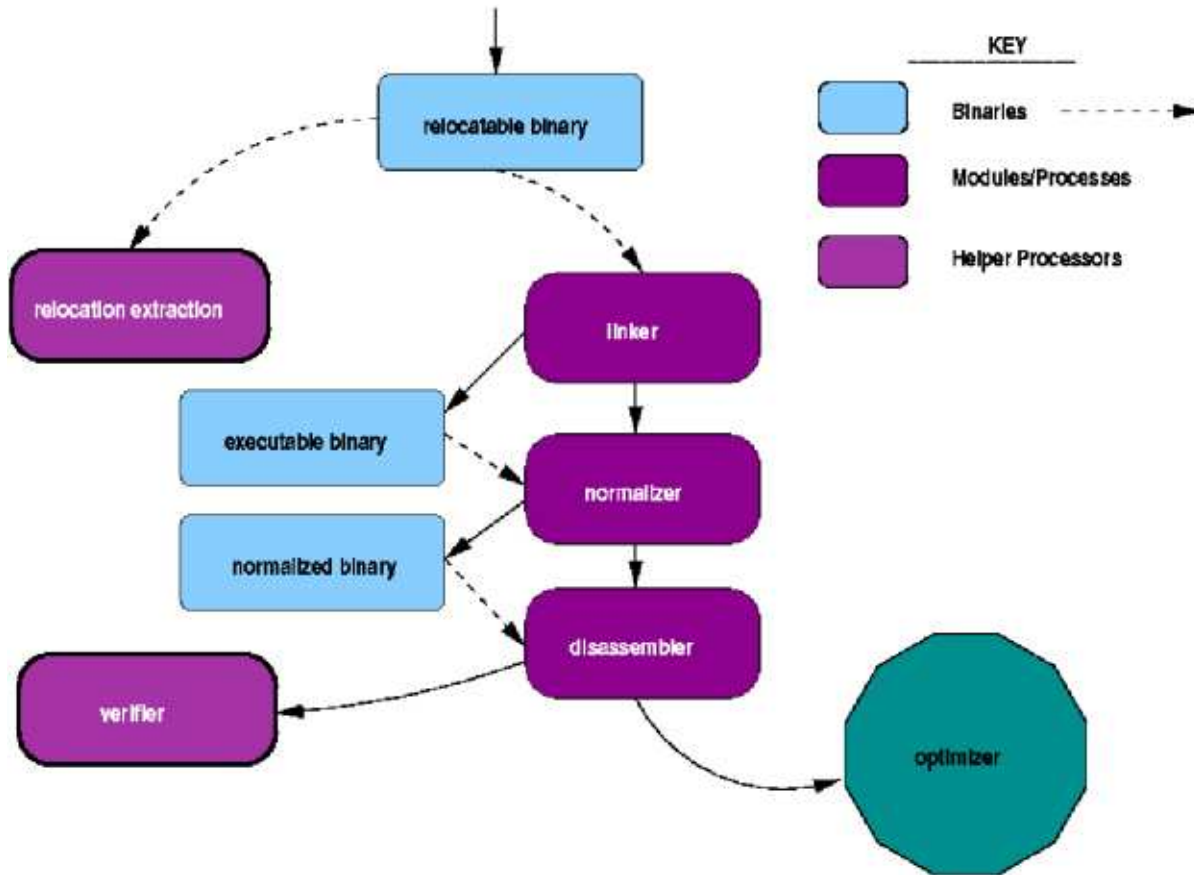 KEY
relocatable binary
Binaries
Modules/Processes
Helper Processors
relocation extraction
linker
executable binary
normalizer
normalized binary
disassembler
verifier
optimizer